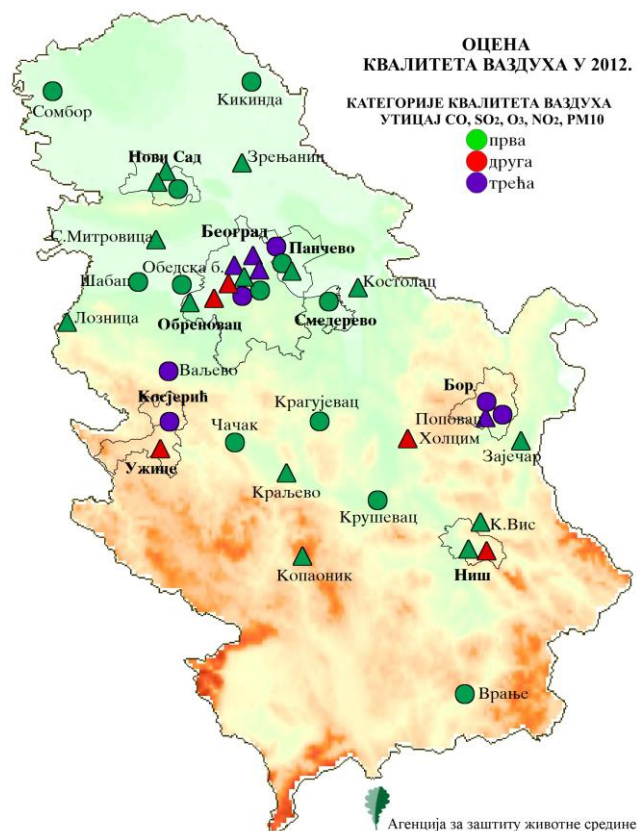 ОЦЕНА
КВАЛИТЕТА ВАЗДУХА У 2012.
КАТЕГОРИЈЕ КВАЛИТЕТА ВАЗДУХА
УТИЦАЈ CO, SO2, O3, NO2, PM10
прва
друга
трећа
Сомбор
Кикинда
Нови Сад
Зрењанин
С.Митровица
Београд
Панчево
Шабац
Обедска б.
Костолац
Лозница
Обреновац
Смедерево
Ваљево
Косјерић
Бор
Крагујевац
Поповац
Чачак
Холцим
Зајечар
Ужице
Краљево
Крушевац
К.Вис
Копаоник
Ниш
Врање
Агенција за заштиту животне средине